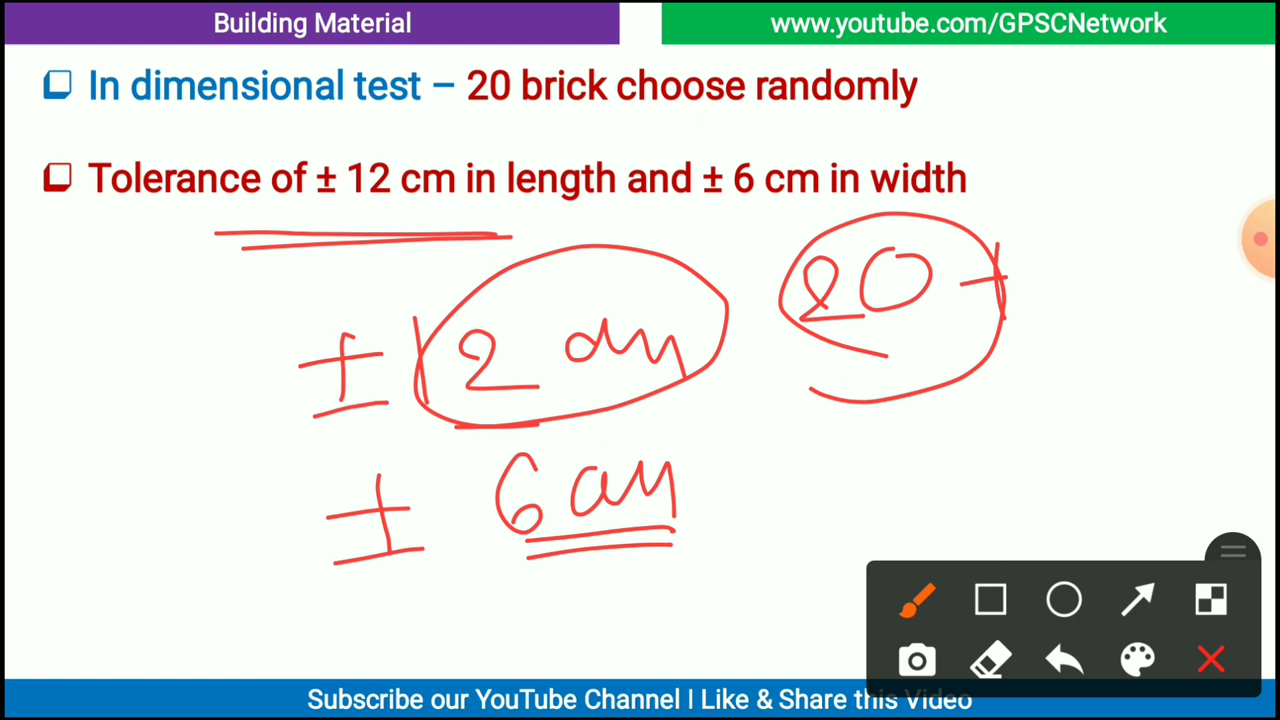 Building Material
www.youtube.com/GPSCNetwork
In dimensional test – 20 brick choose randomly
Tolerance of ± 12 cm in length and ± 6 cm in width
20
± 12 cm
± 6 cm
Subscribe our YouTube Channel I Like & Share this Video